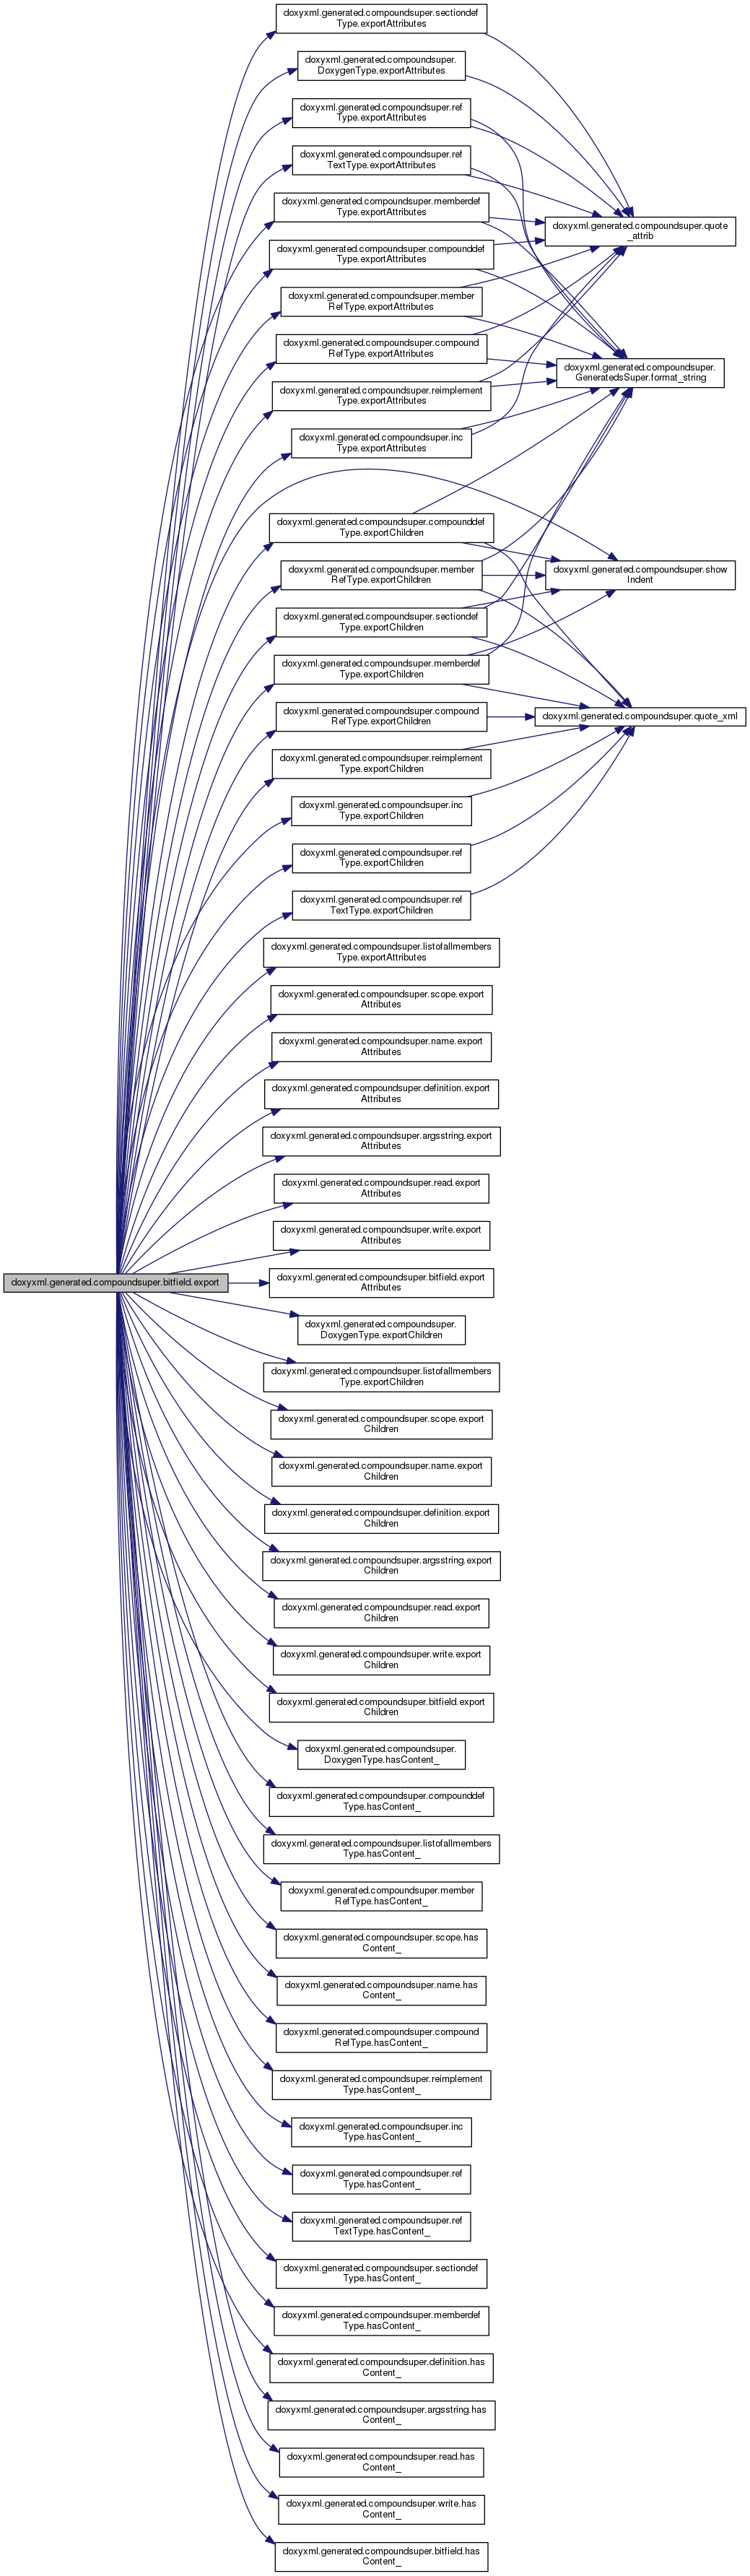 doxyxml.generated.compoundsuper.sectiondef
Type.exportAttributes
doxyxml.generated.compoundsuper.
DoxygenType.exportAttributes
doxyxml.generated.compoundsuper.ref
Type.exportAttributes
doxyxml.generated.compoundsuper.ref
TextType.exportAttributes
doxyxml.generated.compoundsuper.memberdef
Type.exportAttributes
doxyxml.generated.compoundsuper.quote
_attrib
doxyxml.generated.compoundsuper.compounddef
Type.exportAttributes
doxyxml.generated.compoundsuper.member
RefType.exportAttributes
doxyxml.generated.compoundsuper.compound
RefType.exportAttributes
doxyxml.generated.compoundsuper.
GeneratedsSuper.format_string
doxyxml.generated.compoundsuper.reimplement
Type.exportAttributes
doxyxml.generated.compoundsuper.inc
Type.exportAttributes
doxyxml.generated.compoundsuper.compounddef
Type.exportChildren
doxyxml.generated.compoundsuper.member
RefType.exportChildren
doxyxml.generated.compoundsuper.show
Indent
doxyxml.generated.compoundsuper.sectiondef
Type.exportChildren
doxyxml.generated.compoundsuper.memberdef
Type.exportChildren
doxyxml.generated.compoundsuper.compound
RefType.exportChildren
doxyxml.generated.compoundsuper.quote_xml
doxyxml.generated.compoundsuper.reimplement
Type.exportChildren
doxyxml.generated.compoundsuper.inc
Type.exportChildren
doxyxml.generated.compoundsuper.ref
Type.exportChildren
doxyxml.generated.compoundsuper.ref
TextType.exportChildren
doxyxml.generated.compoundsuper.listofallmembers
Type.exportAttributes
doxyxml.generated.compoundsuper.scope.export
Attributes
doxyxml.generated.compoundsuper.name.export
Attributes
doxyxml.generated.compoundsuper.definition.export
Attributes
doxyxml.generated.compoundsuper.argsstring.export
Attributes
doxyxml.generated.compoundsuper.read.export
Attributes
doxyxml.generated.compoundsuper.write.export
Attributes
doxyxml.generated.compoundsuper.bitfield.export
doxyxml.generated.compoundsuper.bitfield.export
Attributes
doxyxml.generated.compoundsuper.
DoxygenType.exportChildren
doxyxml.generated.compoundsuper.listofallmembers
Type.exportChildren
doxyxml.generated.compoundsuper.scope.export
Children
doxyxml.generated.compoundsuper.name.export
Children
doxyxml.generated.compoundsuper.definition.export
Children
doxyxml.generated.compoundsuper.argsstring.export
Children
doxyxml.generated.compoundsuper.read.export
Children
doxyxml.generated.compoundsuper.write.export
Children
doxyxml.generated.compoundsuper.bitfield.export
Children
doxyxml.generated.compoundsuper.
DoxygenType.hasContent_
doxyxml.generated.compoundsuper.compounddef
Type.hasContent_
doxyxml.generated.compoundsuper.listofallmembers
Type.hasContent_
doxyxml.generated.compoundsuper.member
RefType.hasContent_
doxyxml.generated.compoundsuper.scope.has
Content_
doxyxml.generated.compoundsuper.name.has
Content_
doxyxml.generated.compoundsuper.compound
RefType.hasContent_
doxyxml.generated.compoundsuper.reimplement
Type.hasContent_
doxyxml.generated.compoundsuper.inc
Type.hasContent_
doxyxml.generated.compoundsuper.ref
Type.hasContent_
doxyxml.generated.compoundsuper.ref
TextType.hasContent_
doxyxml.generated.compoundsuper.sectiondef
Type.hasContent_
doxyxml.generated.compoundsuper.memberdef
Type.hasContent_
doxyxml.generated.compoundsuper.definition.has
Content_
doxyxml.generated.compoundsuper.argsstring.has
Content_
doxyxml.generated.compoundsuper.read.has
Content_
doxyxml.generated.compoundsuper.write.has
Content_
doxyxml.generated.compoundsuper.bitfield.has
Content_